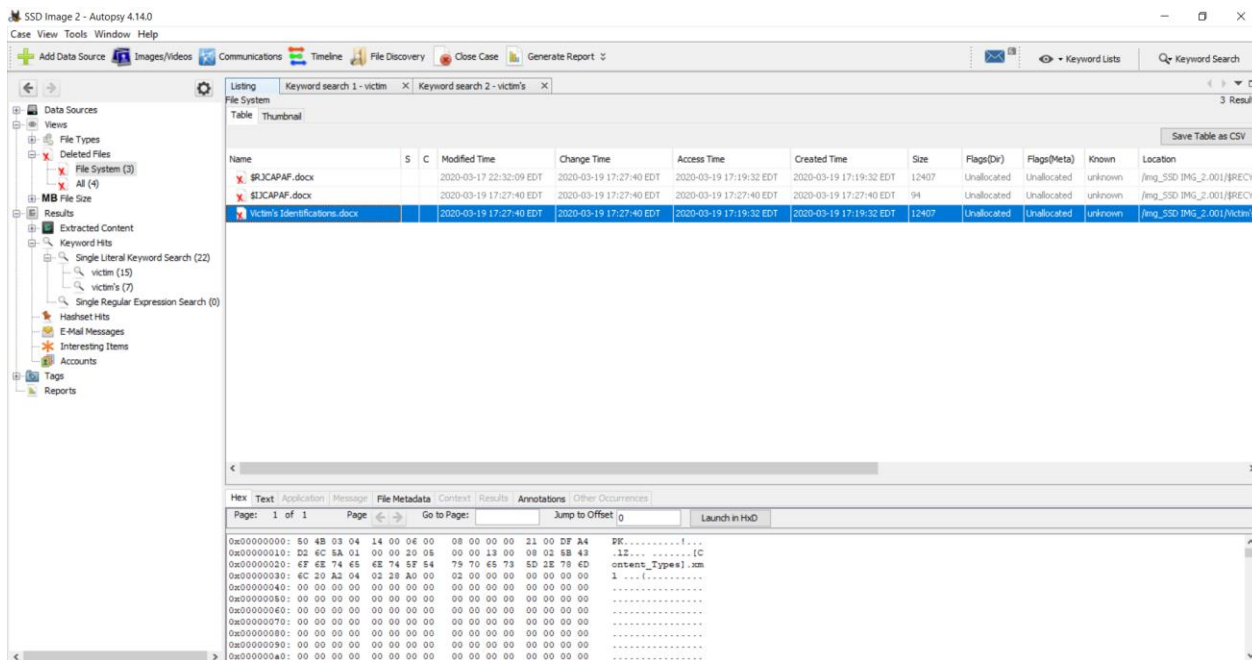 SSD Image 2 - Autopsy 4.14.0
Case View Tools Window Help
Add Data Source Images/Videos Communications Timeline File Discovery Close Case Generate Report Keyword Lists Keyword Search
Listing Keyword search 1 - victim X Keyword search 2 - victim's X
File System 3 Resul
Table Thumbnail
Save Table as CSV
Name S C Modified Time Change Time Access Time Created Time Size Flags(Dir) Flags(Meta) Known Location
$RJCAPAF.docx 2020-03-17 22:32:09 EDT 2020-03-19 17:27:40 EDT 2020-03-19 17:19:32 EDT 2020-03-19 17:19:32 EDT 12407 Unallocated Unallocated unknown /img_SSD IMG_2.001/$RECY
$IJCAPAF.docx 2020-03-19 17:27:40 EDT 2020-03-19 17:27:40 EDT 2020-03-19 17:27:40 EDT 2020-03-19 17:27:40 EDT 94 Unallocated Unallocated unknown /img_SSD IMG_2.001/$RECY
Victim's Identifications.docx 2020-03-19 17:27:40 EDT 2020-03-19 17:27:40 EDT 2020-03-19 17:19:32 EDT 2020-03-19 17:19:32 EDT 12407 Unallocated Unallocated unknown /img_SSD IMG_2.001/Victim'
Data Sources
Views
File Types
Deleted Files
File System (3)
All (4)
MB File Size
Results
Extracted Content
Keyword Hits
Single Literal Keyword Search (22)
victim (15)
victim's (7)
Single Regular Expression Search (0)
Hashset Hits
E-Mail Messages
Interesting Items
Accounts
Tags
Reports
Hex Text Application Message File Metadata Context Results Annotations Other Occurrences
Page: 1 of 1 Page Go to Page: Jump to Offset 0 Launch in HxD
0x00000000: 50 4B 03 04 14 00 06 00 08 00 00 00 21 00 DF A4 PK..........!...
0x00000010: D2 6C 5A 01 00 00 20 05 00 00 13 00 08 02 5B 43 .lZ... .......[C
0x00000020: 6F 6E 74 65 6E 74 5F 54 79 70 65 73 5D 2E 78 6D ontent_Types].xm
0x00000030: 6C 20 A2 04 02 28 A0 00 02 00 00 00 00 00 00 00 l ...(..........
0x00000040: 00 00 00 00 00 00 00 00 00 00 00 00 00 00 00 00 ................
0x00000050: 00 00 00 00 00 00 00 00 00 00 00 00 00 00 00 00 ................
0x00000060: 00 00 00 00 00 00 00 00 00 00 00 00 00 00 00 00 ................
0x00000070: 00 00 00 00 00 00 00 00 00 00 00 00 00 00 00 00 ................
0x00000080: 00 00 00 00 00 00 00 00 00 00 00 00 00 00 00 00 ................
0x00000090: 00 00 00 00 00 00 00 00 00 00 00 00 00 00 00 00 ................
0x000000a0: 00 00 00 00 00 00 00 00 00 00 00 00 00 00 00 00 ................